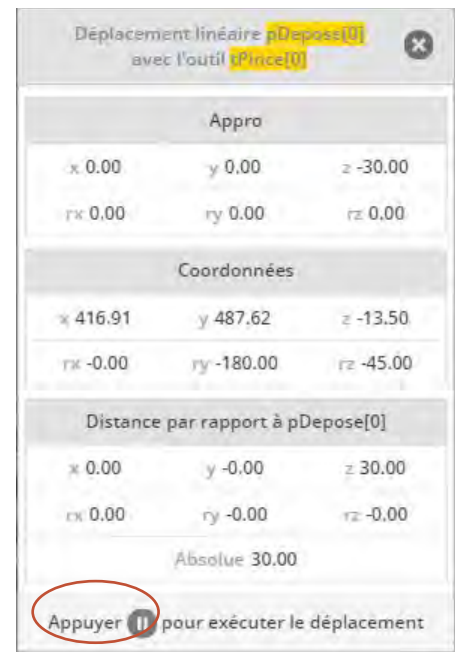 Déplacement linéaire pDepose[0]
avec l'outil tPince[0]
Appro
x 0.00 y 0.00 z -30.00
rx 0.00 ry 0.00 rz 0.00
Coordonnées
x 416.91 y 487.62 z -13.50
rx -0.00 ry -180.00 rz -45.00
Distance par rapport à pDepose[0]
x 0.00 y -0.00 z 30.00
rx 0.00 ry -0.00 rz -0.00
Absolue 30.00
Appuyer pour exécuter le déplacement